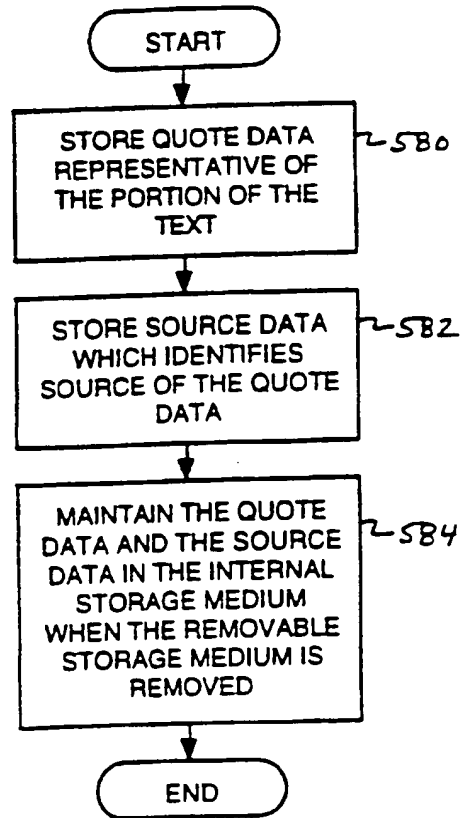 START
STORE QUOTE DATA
REPRESENTATIVE OF
THE PORTION OF THE
TEXT
580
STORE SOURCE DATA
WHICH IDENTIFIES
SOURCE OF THE QUOTE
DATA
582
MAINTAIN THE QUOTE
DATA AND THE SOURCE
DATA IN THE INTERNAL
STORAGE MEDIUM
WHEN THE REMOVABLE
STORAGE MEDIUM IS
REMOVED
584
END